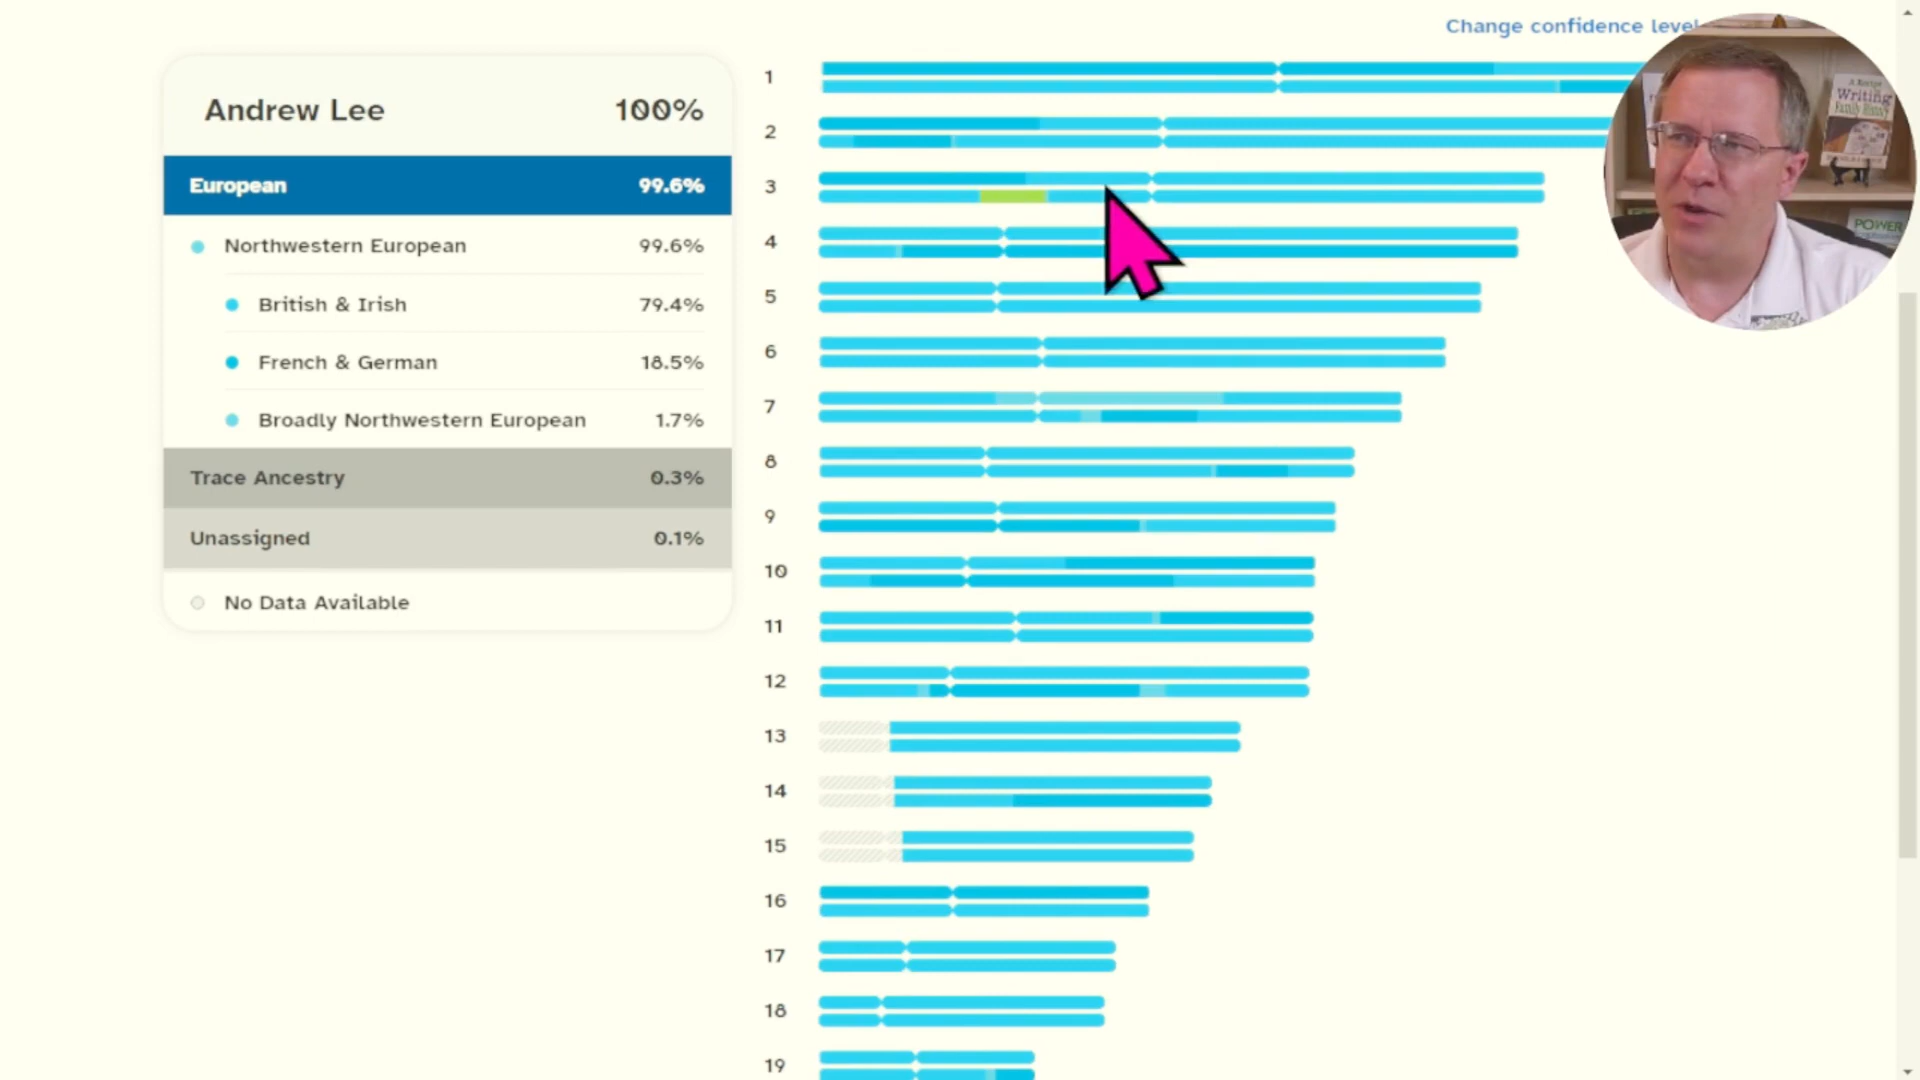 Change confidence level
Andrew Lee 100%
European 99.6%
Northwestern European 99.6%
British & Irish 79.4%
French & German 18.5%
Broadly Northwestern European 1.7%
Trace Ancestry 0.3%
Unassigned 0.1%
No Data Available
1
2
3
4
5
6
7
8
9
10
11
12
13
14
15
16
17
18
19
Writing
Family History
POWER